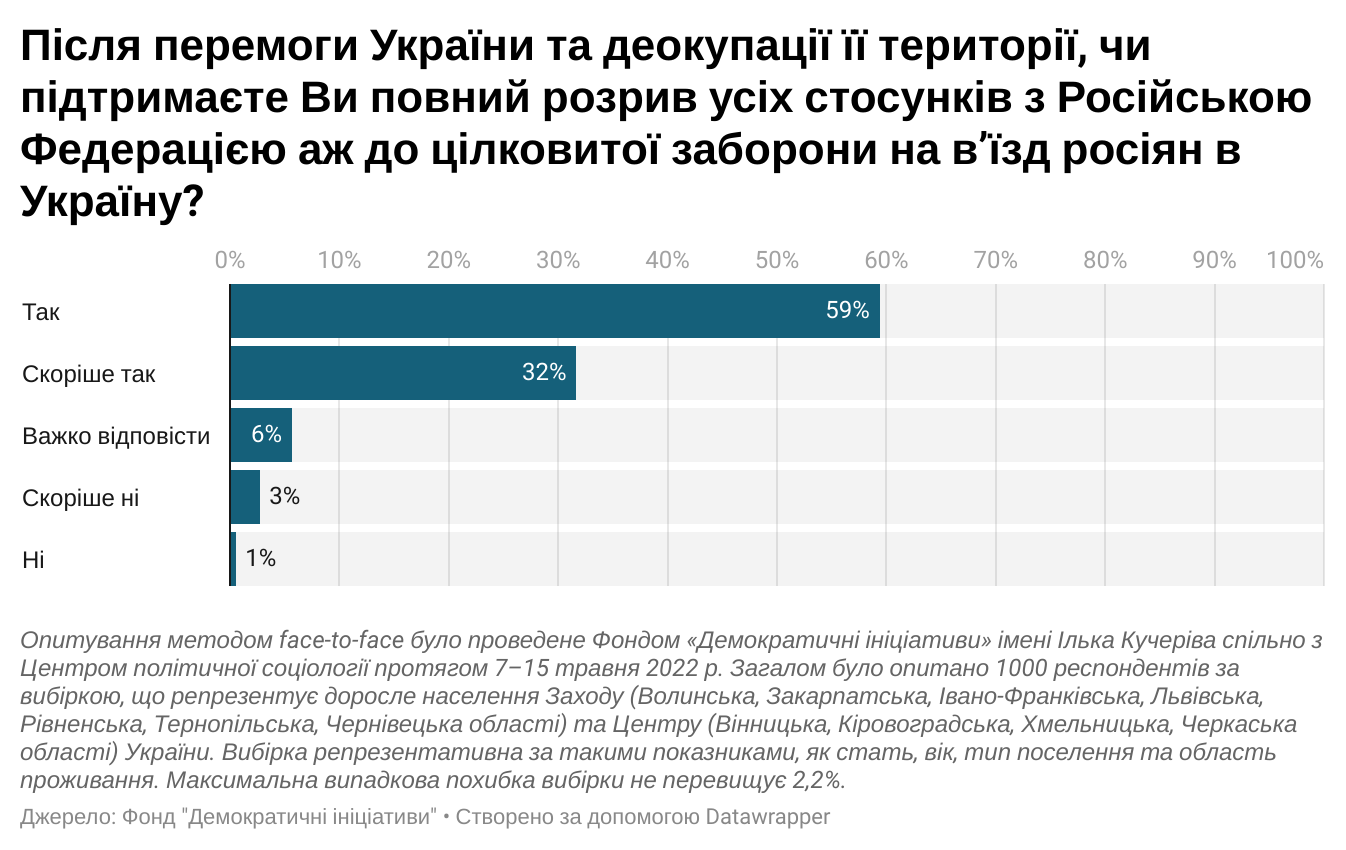 Після перемоги України та деокупації її території, чи
підтримаєте Ви повний розрив усіх стосунків з Російською
Федерацією аж до цілковитої заборони на в’їзд росіян в
Україну?
0% 10% 20% 30% 40% 50% 60% 70% 80% 90% 100%
Так 59%
Скоріше так 32%
Важко відповісти 6%
Скоріше ні 3%
Ні 1%
Опитування методом face-to-face було проведене Фондом «Демократичні ініціативи» імені Ілька Кучеріва спільно з
Центром політичної соціології протягом 7–15 травня 2022 р. Загалом було опитано 1000 респондентів за
вибіркою, що репрезентує доросле населення Заходу (Волинська, Закарпатська, Івано-Франківська, Львівська,
Рівненська, Тернопільська, Чернівецька області) та Центру (Вінницька, Кіровоградська, Хмельницька, Черкаська
області) України. Вибірка репрезентативна за такими показниками, як стать, вік, тип поселення та область
проживання. Максимальна випадкова похибка вибірки не перевищує 2,2%.
Джерело: Фонд "Демократичні ініціативи" • Створено за допомогою Datawrapper